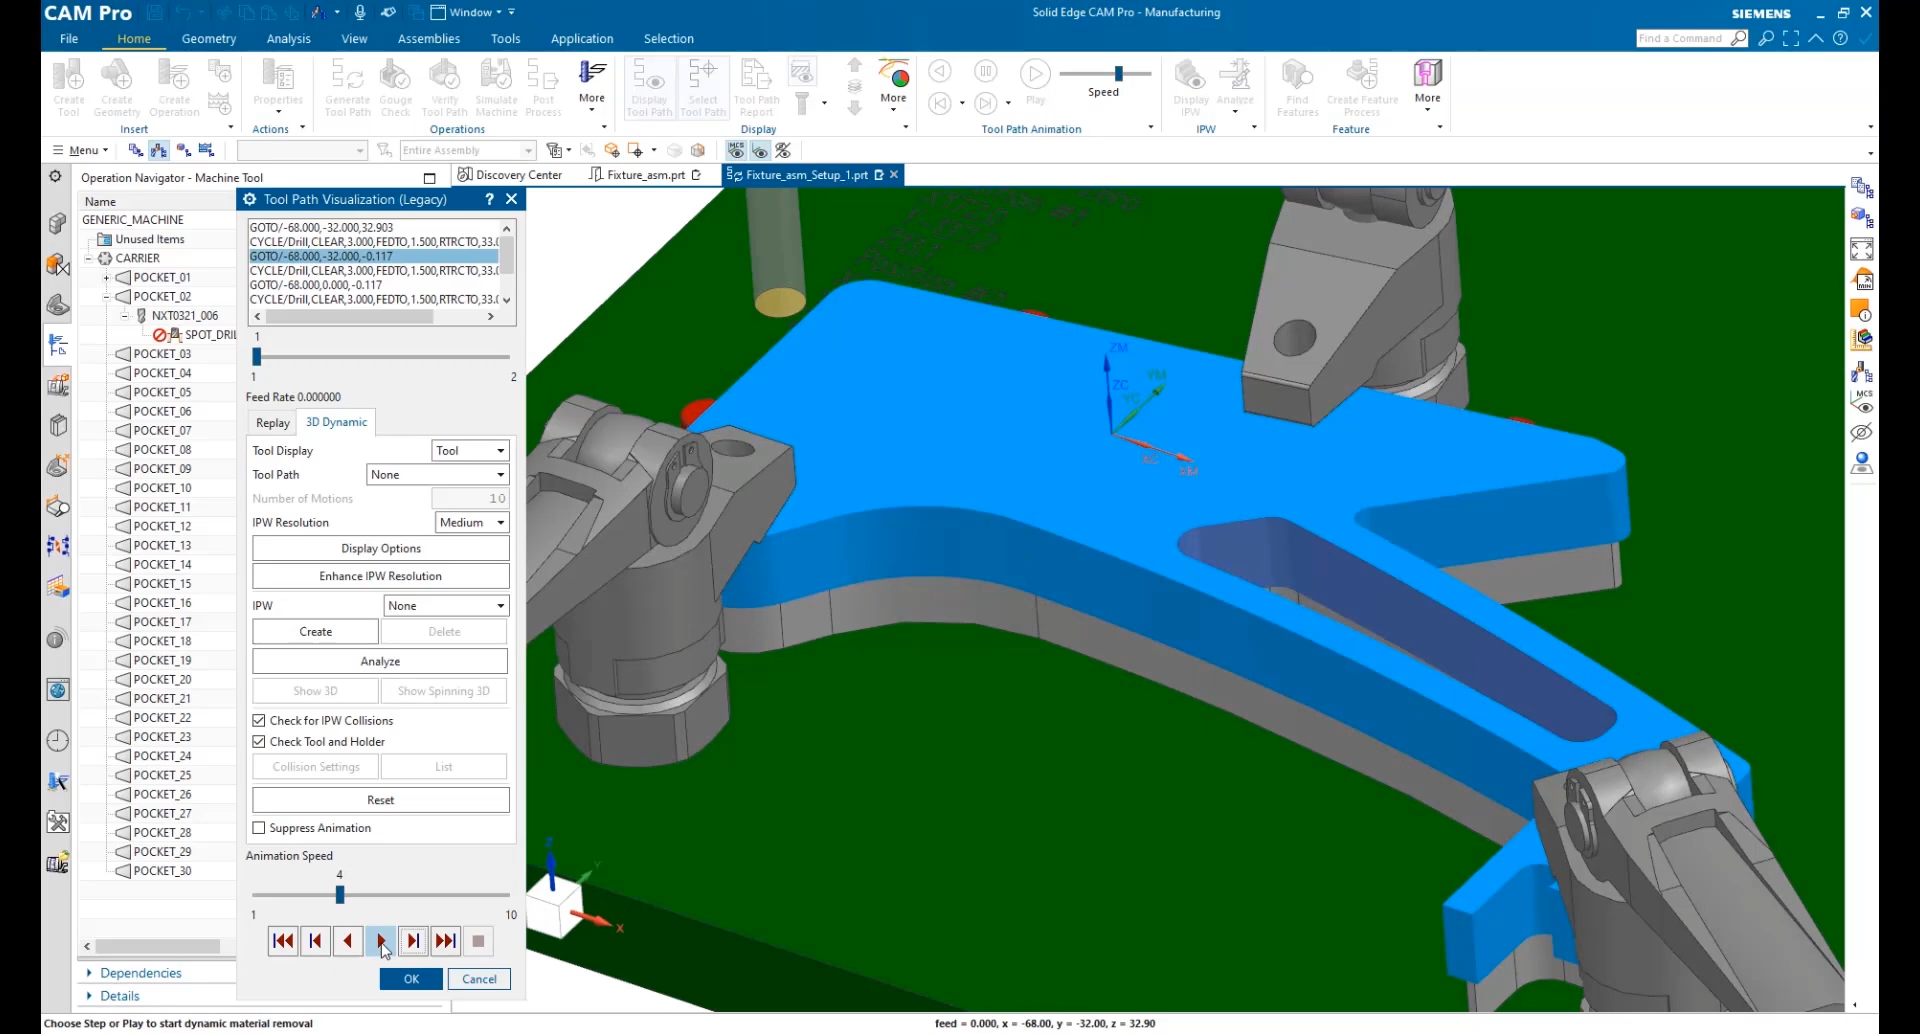 CAM Pro
Window
Solid Edge CAM Pro - Manufacturing
SIEMENS
File
Home
Geometry
Analysis
View
Assemblies
Tools
Application
Selection
Find a Command
Create Tool
Create Geometry
Create Operation
Insert
Properties
Actions
Generate Tool Path
Gouge Check
Verify Tool Path
Simulate Machine
Post Process
More
Operations
Display Tool Path
Select Tool Path
Tool Path Report
More
Display
Play
Speed
Tool Path Animation
Display IPW
Analyze
IPW
Find Features
Create Feature Process
More
Feature
Menu
Entire Assembly
MCS
Operation Navigator - Machine Tool
Discovery Center
Fixture_asm.prt
Fixture_asm_Setup_1.prt
Name
GENERIC_MACHINE
Unused Items
CARRIER
POCKET_01
POCKET_02
NXT0321_006
SPOT_DRIL
POCKET_03
POCKET_04
POCKET_05
POCKET_06
POCKET_07
POCKET_08
POCKET_09
POCKET_10
POCKET_11
POCKET_12
POCKET_13
POCKET_14
POCKET_15
POCKET_16
POCKET_17
POCKET_18
POCKET_19
POCKET_20
POCKET_21
POCKET_22
POCKET_23
POCKET_24
POCKET_25
POCKET_26
POCKET_27
POCKET_28
POCKET_29
POCKET_30
Dependencies
Details
Tool Path Visualization (Legacy)
GOTO/-68.000,-32.000,32.903
CYCLE/Drill,CLEAR,3.000,FEDTO,1.500,RTRCTO,33.0
GOTO/-68.000,-32.000,-0.117
CYCLE/Drill,CLEAR,3.000,FEDTO,1.500,RTRCTO,33.0
GOTO/-68.000,0.000,-0.117
CYCLE/Drill,CLEAR,3.000,FEDTO,1.500,RTRCTO,33.0
1
1 2
Feed Rate 0.000000
Replay
3D Dynamic
Tool Display Tool
Tool Path None
Number of Motions 10
IPW Resolution Medium
Display Options
Enhance IPW Resolution
IPW None
Create
Delete
Analyze
Show 3D
Show Spinning 3D
Check for IPW Collisions
Check Tool and Holder
Collision Settings
List
Reset
Suppress Animation
Animation Speed
4
1 10
OK
Cancel
ZM
YM
ZC
YC
XC
XM
Z
Y
X
MIN
MCS
Choose Step or Play to start dynamic material removal
feed = 0.000, x = -68.00, y = -32.00, z = 32.90